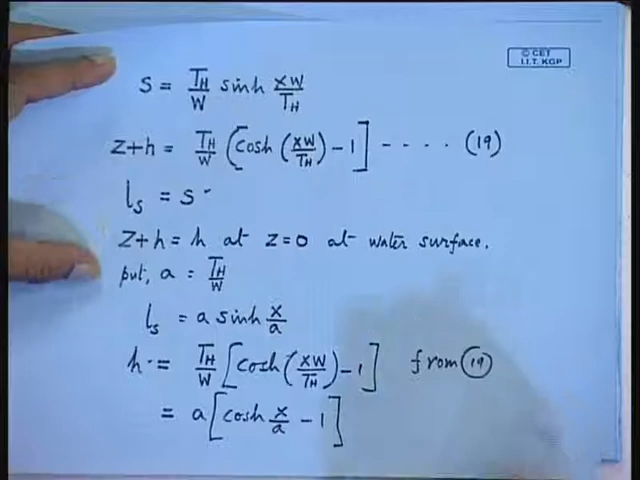 © CET
I.I.T. KGP
S = T_H/W sinh XW/T_H
Z+h = T_H/W [cosh (XW/T_H) - 1] - - - - (19)
l_s = S
Z+h = h at z=0 at water surface.
put, a = T_H/W
l_s = a sinh x/a
h = T_H/W [cosh (XW/T_H) - 1] from (19)
= a [cosh x/a - 1]